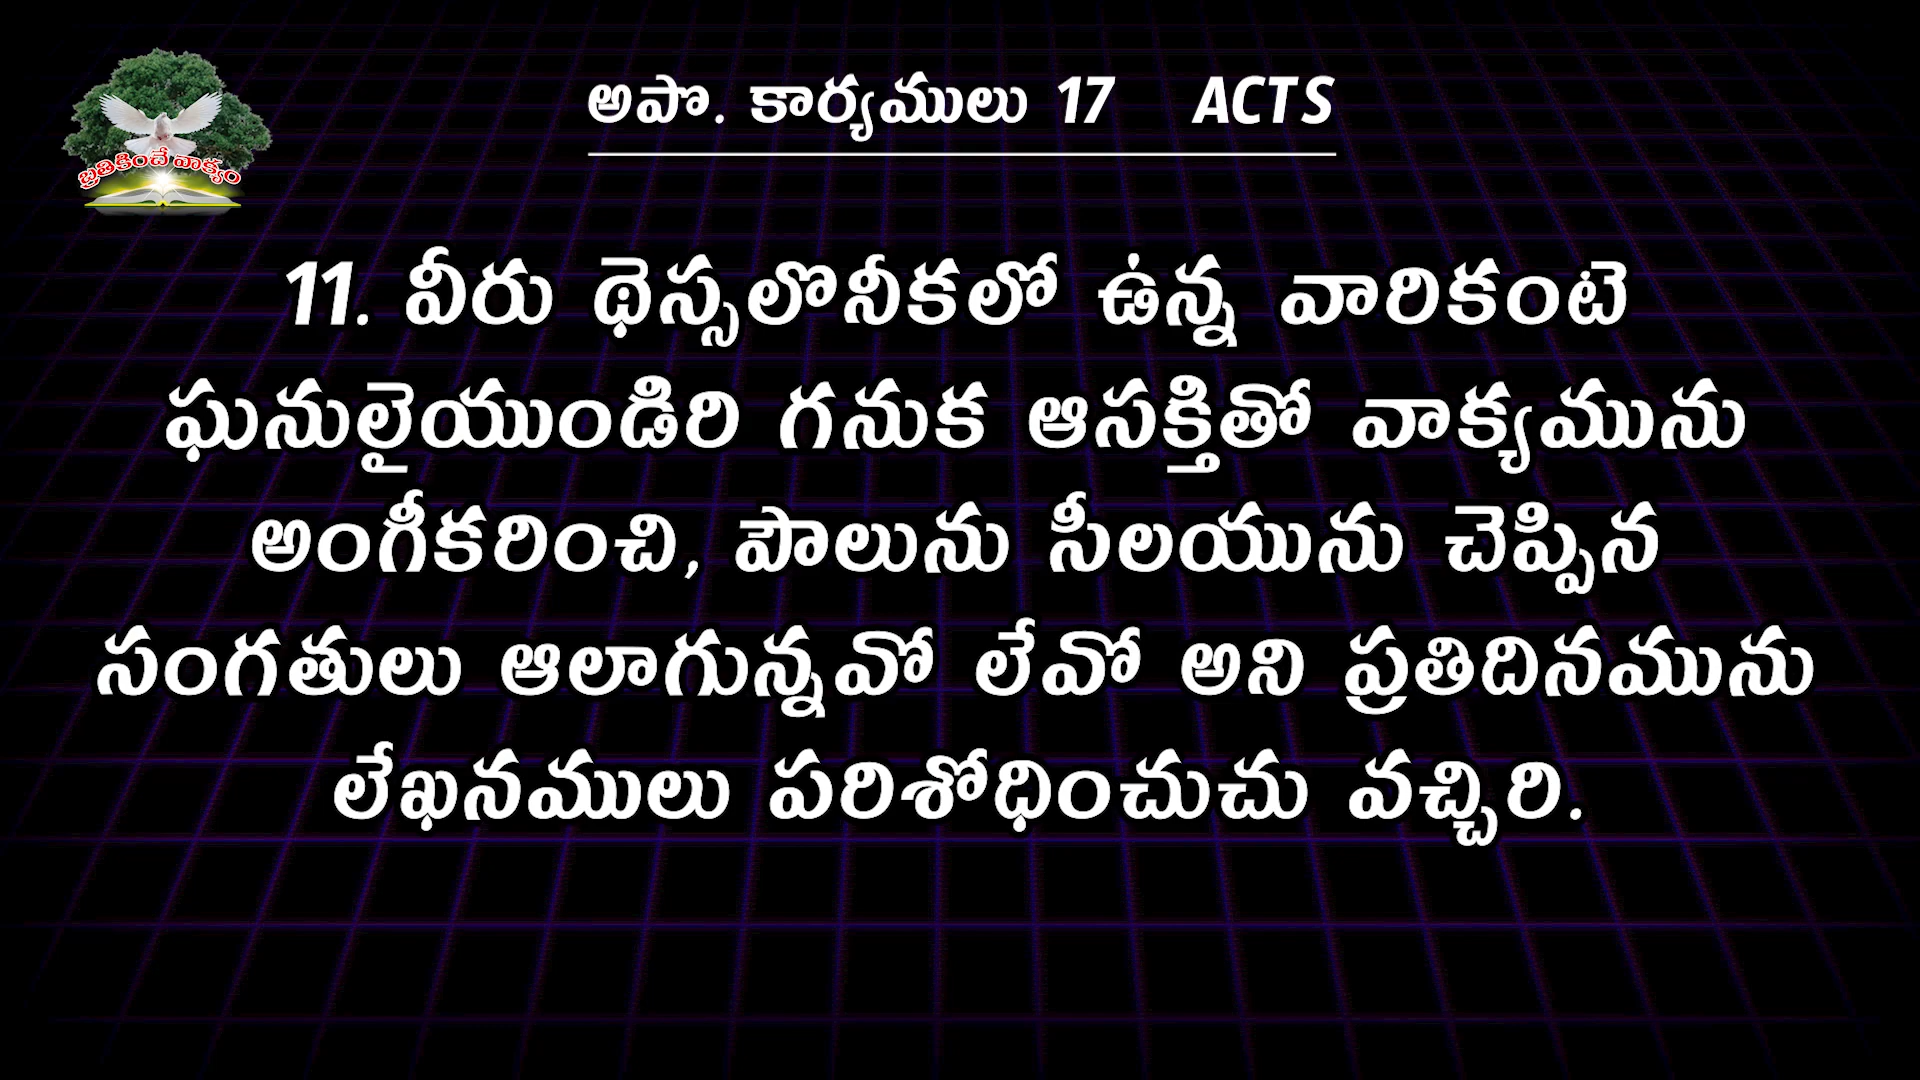 అపొ. కార్యములు 17 ACTS
బ్రతికించే వాక్యం
11. వీరు థెస్సలొనీకలో ఉన్న వారికంటె
ఘనులైయుండిరి గనుక ఆసక్తితో వాక్యమును
అంగీకరించి, పౌలును సీలయును చెప్పిన
సంగతులు ఆలాగున్నవో లేవో అని ప్రతిదినమును
లేఖనములు పరిశోధించుచు వచ్చిరి.